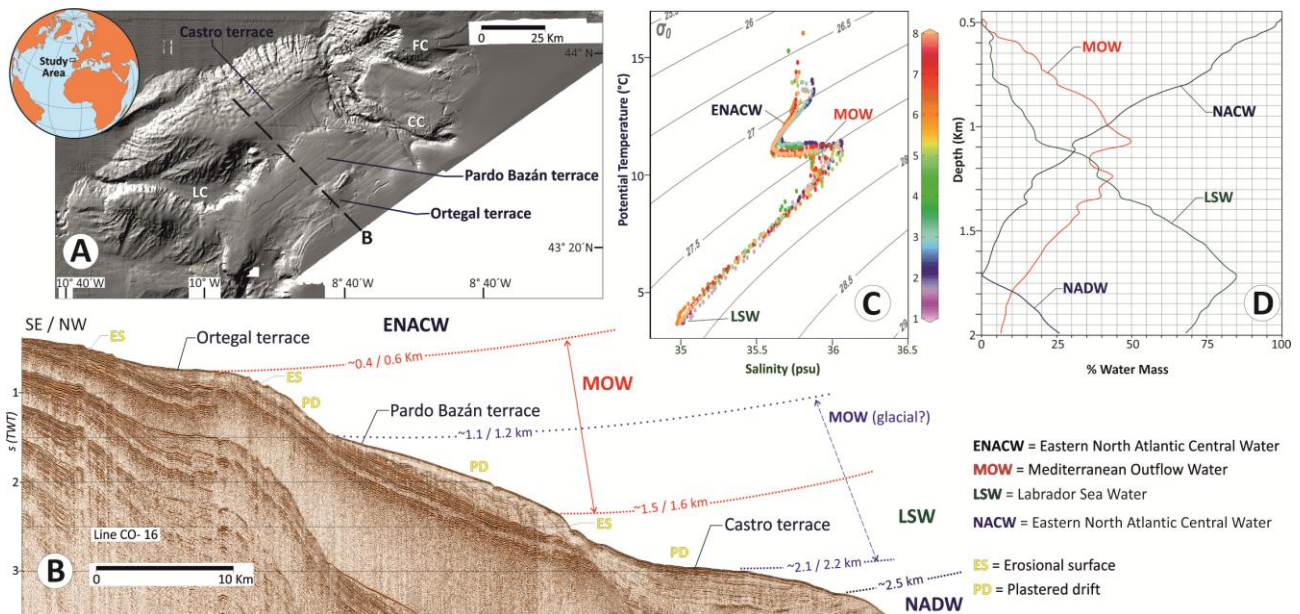 Study
Area
Castro terrace
0
25 Km
FC
44° N
CC
Pardo Bazán terrace
LC
Ortegal terrace
A
B
43° 20´N
10° 40´W
10° W
8° 40´W
8° 40´W
C
σ0
8
7
6
5
4
3
2
1
26
26.5
27
27.5
28
28.5
29
ENACW
MOW
LSW
15
10
5
Potential Temperature (°C)
35
35.5
36
36.5
Salinity (psu)
D
0.5
1
1.5
2
Depth (Km)
MOW
NACW
LSW
NADW
0
25
50
75
100
% Water Mass
SE / NW
ES
Ortegal terrace
ENACW
~0.4 / 0.6 Km
ES
MOW
PD
Pardo Bazán terrace
~1.1 / 1.2 km
MOW (glacial?)
PD
~1.5 / 1.6 km
ES
LSW
Castro terrace
PD
~2.1 / 2.2 km
~2.5 km
NADW
1
2
3
s (TWT)
Line CO- 16
B
0
10 Km
ENACW = Eastern North Atlantic Central Water
MOW = Mediterranean Outflow Water
LSW = Labrador Sea Water
NACW = Eastern North Atlantic Central Water
ES = Erosional surface
PD = Plastered drift